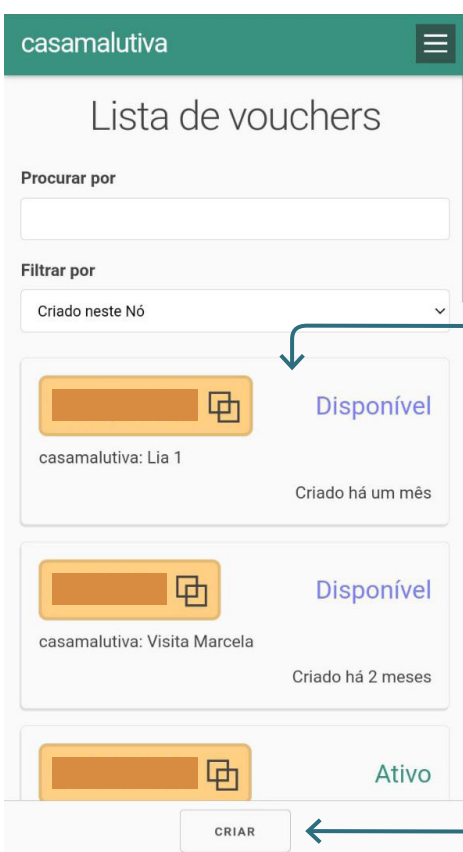 casamalutiva
Lista de vouchers
Procurar por
Filtrar por
Criado neste Nó
Disponível
casamalutiva: Lia 1
Criado há um mês
Disponível
casamalutiva: Visita Marcela
Criado há 2 meses
Ativo
CRIAR